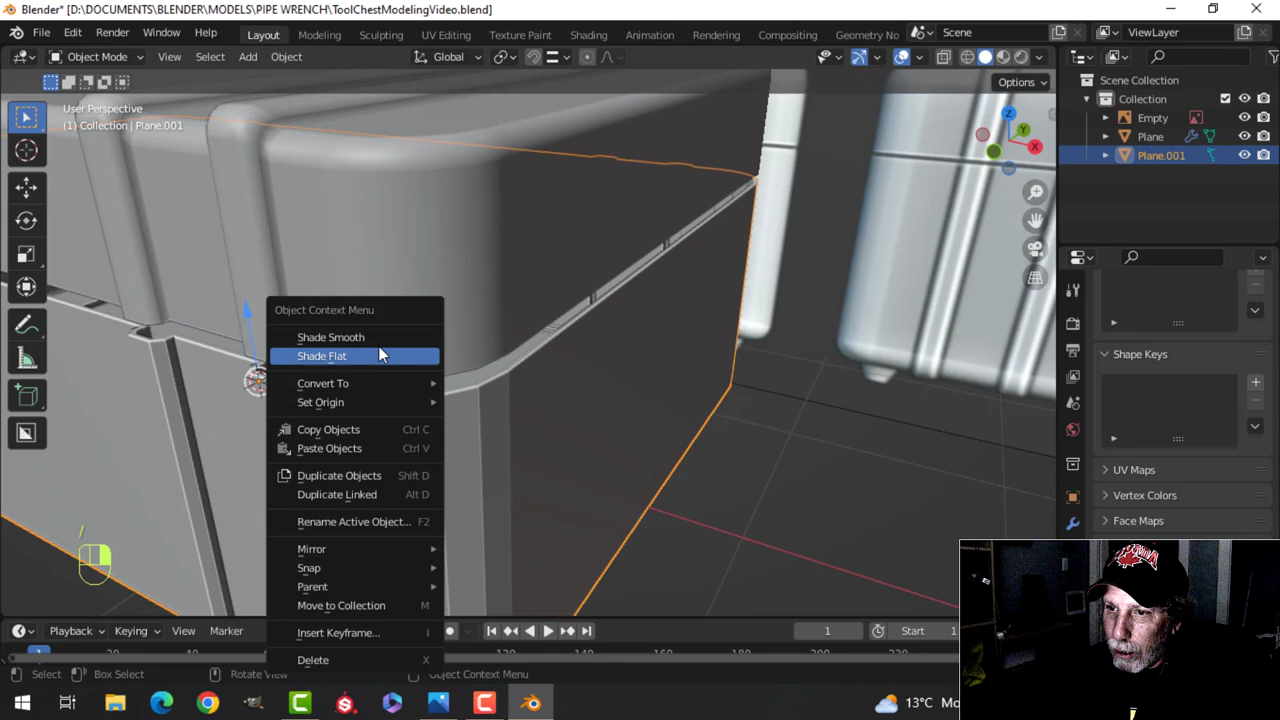 Blender* [D:\DOCUMENTS\BLENDER\MODELS\PIPE WRENCH\ToolChestModelingVideo.blend]
File Edit Render Window Help Layout Modeling Sculpting UV Editing Texture Paint Shading Animation Rendering Compositing Geometry No Scene ViewLayer
Object Mode View Select Add Object Global
Options
User Perspective
(1) Collection | Plane.001
Scene Collection
Collection
Empty
Plane
Plane.001
Z
Y
X
Object Context Menu
Shade Smooth
Shade Flat
Convert To
Set Origin
Copy Objects Ctrl C
Paste Objects Ctrl V
Duplicate Objects Shift D
Duplicate Linked Alt D
Rename Active Object... F2
Mirror
Snap
Parent
Move to Collection M
Insert Keyframe... I
Delete X
/
Shape Keys
UV Maps
Vertex Colors
Face Maps
Playback Keying View Marker 1 Start 1
Select Box Select Rotate View Object Context Menu
13°C Mo